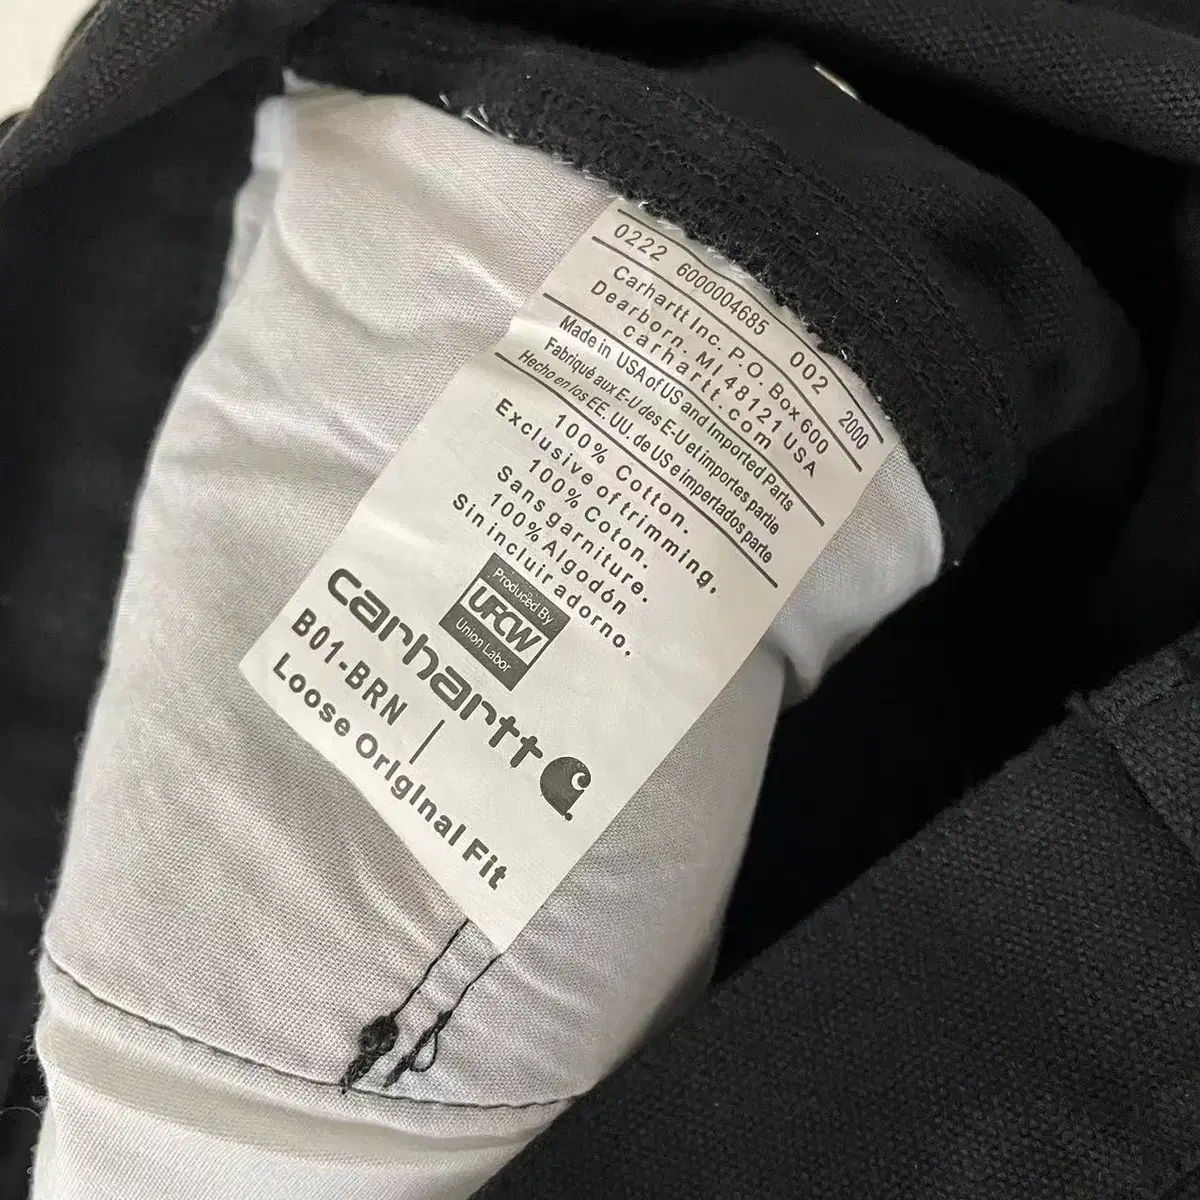 0222 6000004685 002 2000
Carhartt Inc. P.O. Box 600
Dearborn, MI 48121 USA
carhartt.com
Made in USA of US and Imported Parts
Fabriqué aux E-U des E-U et importes partie
Hecho en los EE. UU. de US e impertados parte
100% Cotton.
Exclusive of trimming.
100% Coton.
Sans garniture.
100% Algodón
Sin incluir adorno.
Produced By
UFCW
Union Labor
carhartt
B01-BRN |
Loose Original Fit